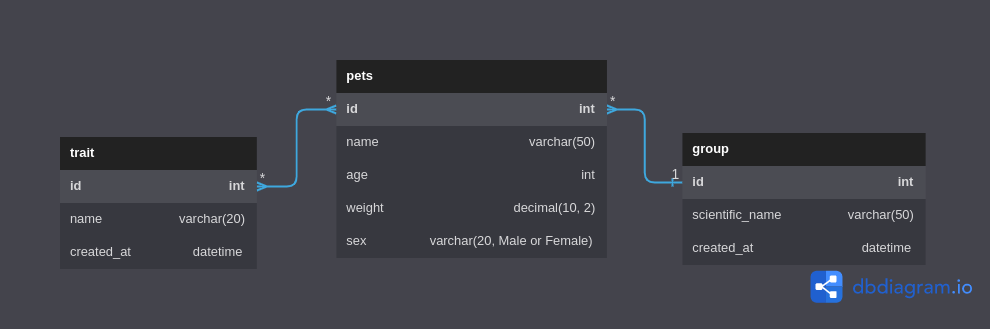 trait
id int
name varchar(20)
created_at datetime
*
*
pets
id int
name varchar(50)
age int
weight decimal(10, 2)
sex varchar(20, Male or Female)
*
1
group
id int
scientific_name varchar(50)
created_at datetime
dbdiagram.io